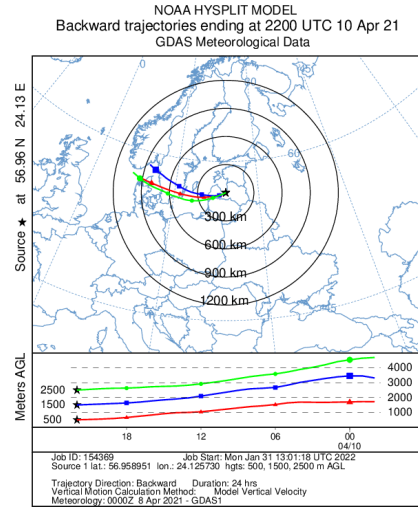 NOAA HYSPLIT MODEL
Backward trajectories ending at 2200 UTC 10 Apr 21
GDAS Meteorological Data
Source ★ at 56.96 N 24.13 E
0
60
300 km
600 km
900 km
1200 km
Meters AGL
2500
1500
500
4000
3000
2000
1000
18 12 06 00
04/10
Job ID: 154369 Job Start: Mon Jan 31 13:01:18 UTC 2022
Source 1 lat.: 56.958951 lon.: 24.125730 hgts: 500, 1500, 2500 m AGL
Trajectory Direction: Backward Duration: 24 hrs
Vertical Motion Calculation Method: Model Vertical Velocity
Meteorology: 0000Z 8 Apr 2021 - GDAS1